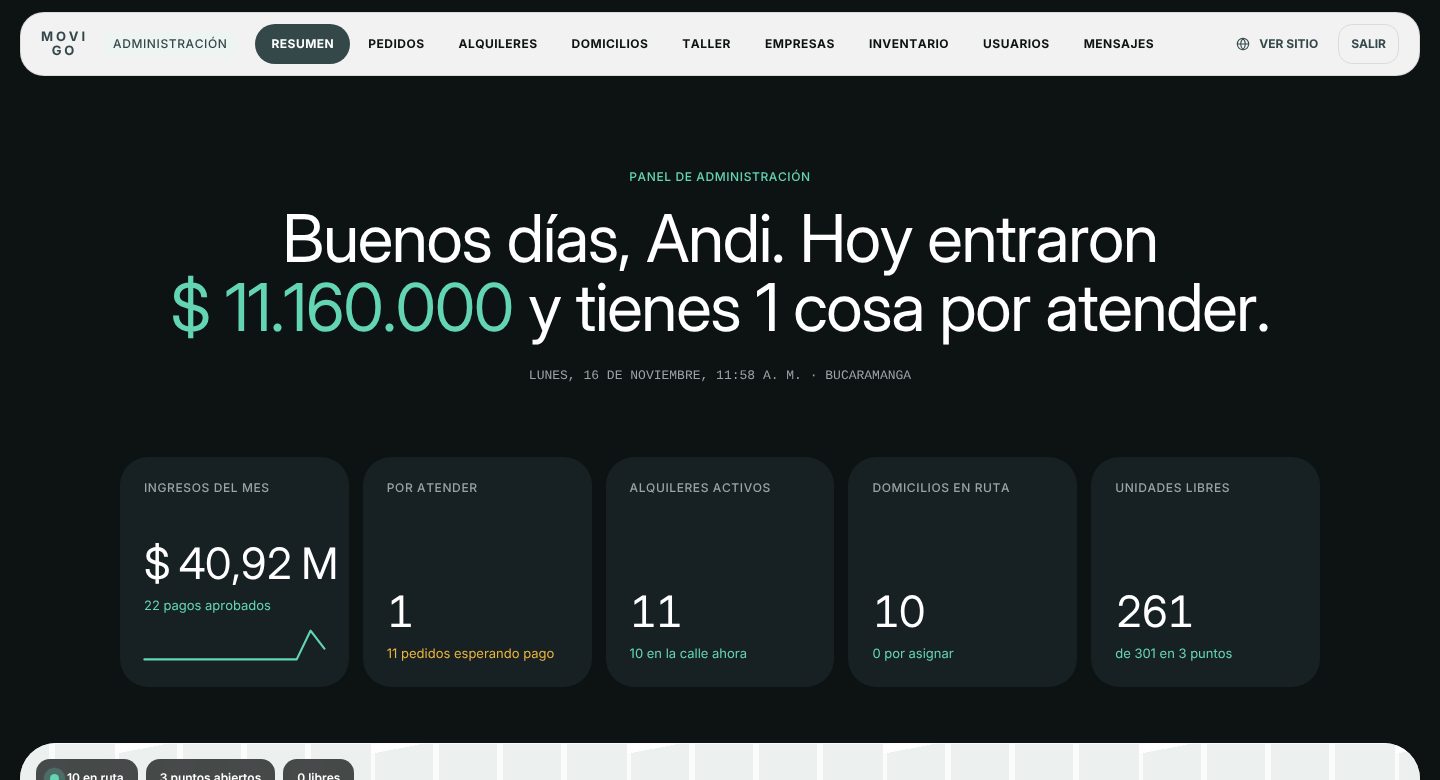 MOVI
GO
ADMINISTRACIÓN
RESUMEN
PEDIDOS
ALQUILERES
DOMICILIOS
TALLER
EMPRESAS
INVENTARIO
USUARIOS
MENSAJES
VER SITIO
SALIR
PANEL DE ADMINISTRACIÓN
Buenos días, Andi. Hoy entraron
$ 11.160.000 y tienes 1 cosa por atender.
LUNES, 16 DE NOVIEMBRE, 11:58 A. M. · BUCARAMANGA
INGRESOS DEL MES
$ 40,92 M
22 pagos aprobados
POR ATENDER
1
11 pedidos esperando pago
ALQUILERES ACTIVOS
11
10 en la calle ahora
DOMICILIOS EN RUTA
10
0 por asignar
UNIDADES LIBRES
261
de 301 en 3 puntos
10 en ruta
3 puntos abiertos
0 libres